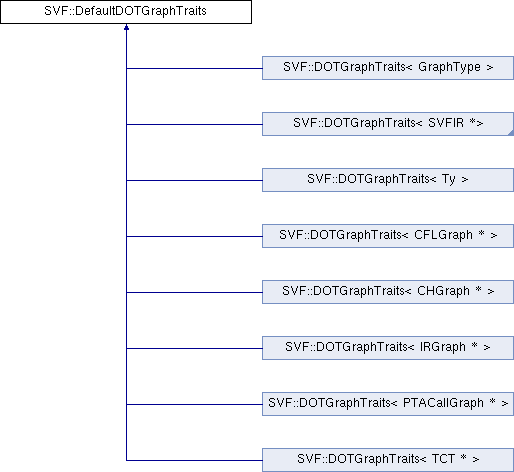 SVF::DefaultDOTGraphTraits
SVF::DOTGraphTraits< GraphType >
SVF::DOTGraphTraits< SVFIR *>
SVF::DOTGraphTraits< Ty >
SVF::DOTGraphTraits< CFLGraph * >
SVF::DOTGraphTraits< CHGraph * >
SVF::DOTGraphTraits< IRGraph * >
SVF::DOTGraphTraits< PTACallGraph * >
SVF::DOTGraphTraits< TCT * >